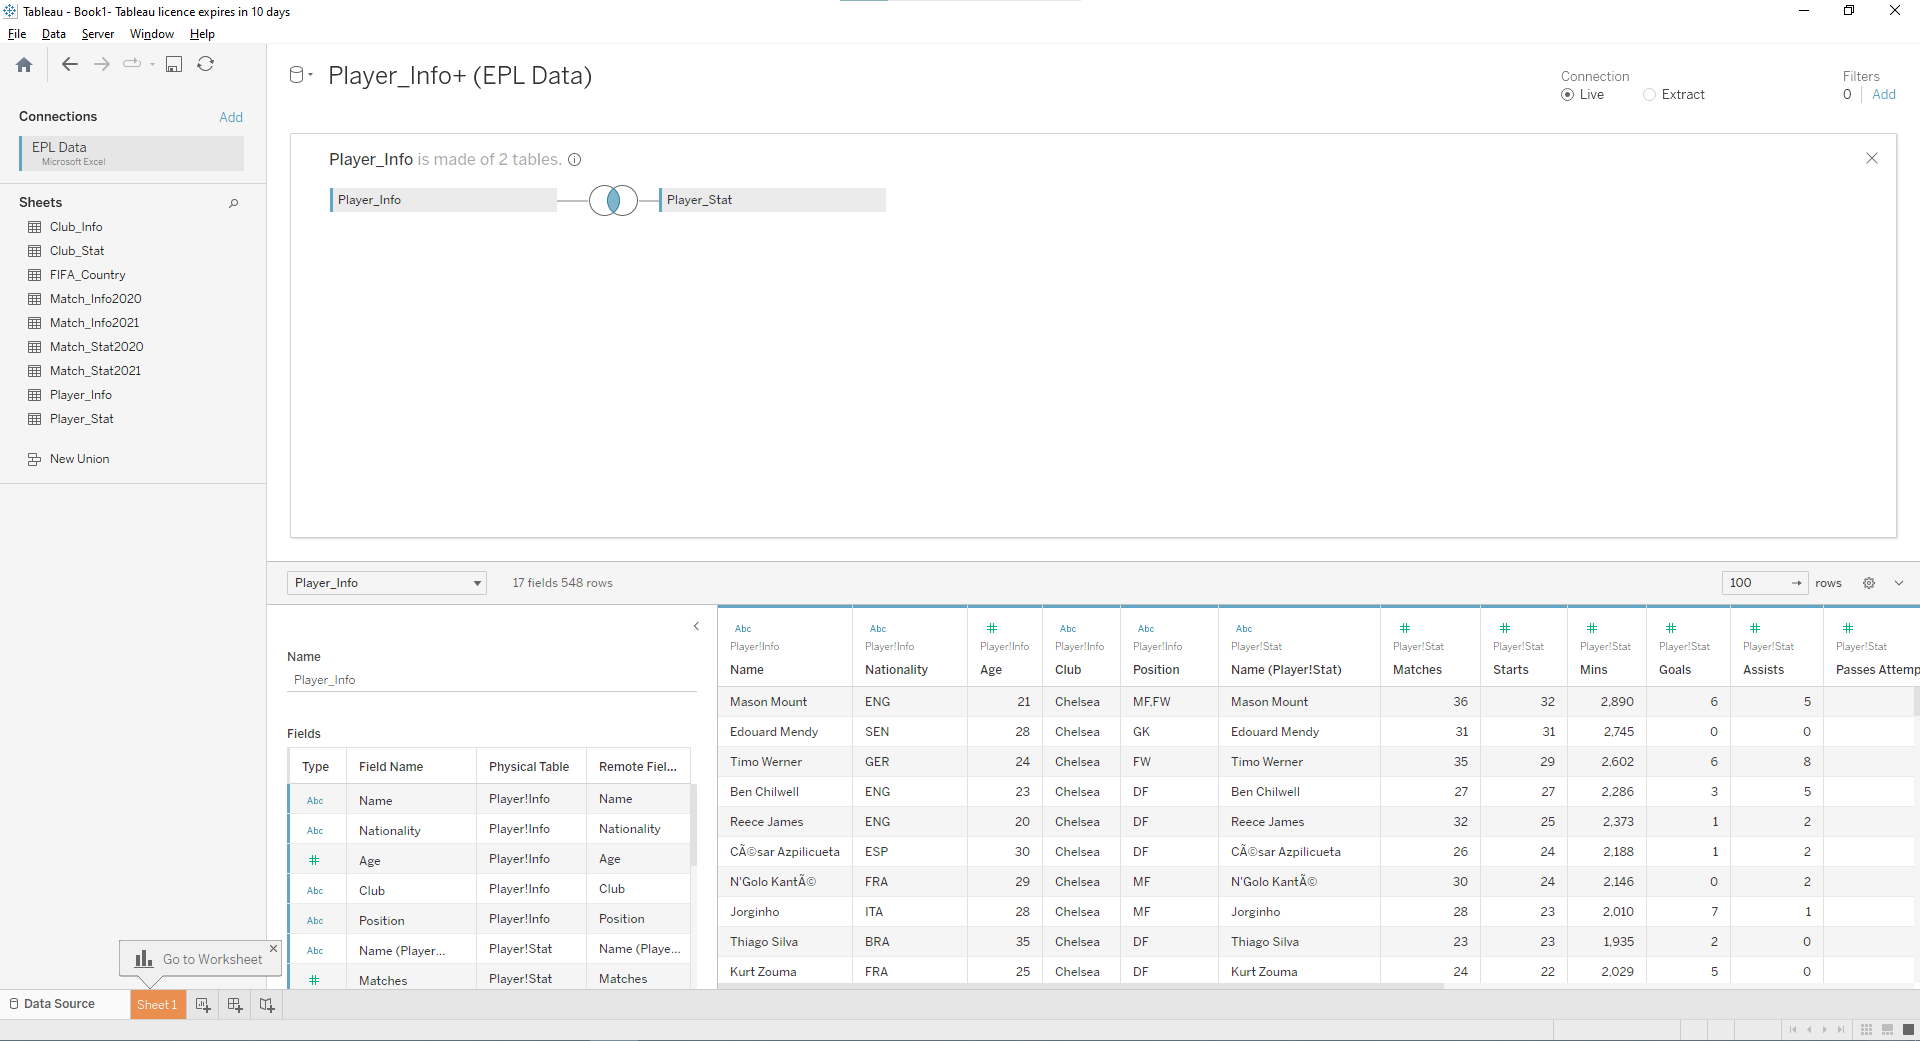 Tableau - Book1- Tableau licence expires in 10 days
File Data Server Window Help
Connections Add
EPL Data
Microsoft Excel
Sheets
Club_Info
Club_Stat
FIFA_Country
Match_Info2020
Match_Info2021
Match_Stat2020
Match_Stat2021
Player_Info
Player_Stat
New Union
Player_Info+ (EPL Data)
Connection
Live Extract
Filters
0 Add
Player_Info is made of 2 tables.
Player_Info Player_Stat
Player_Info 17 fields 548 rows 100 rows
Name
Player_Info
Fields
Type Field Name Physical Table Remote Fiel...
Abc Name Player!Info Name
Abc Nationality Player!Info Nationality
# Age Player!Info Age
Abc Club Player!Info Club
Abc Position Player!Info Position
Abc Name (Player... Player!Stat Name (Playe...
# Matches Player!Stat Matches
Abc Abc # Abc Abc Abc # # # # # #
Player!Info Player!Info Player!Info Player!Info Player!Info Player!Stat Player!Stat Player!Stat Player!Stat Player!Stat Player!Stat Player!Stat
Name Nationality Age Club Position Name (Player!Stat) Matches Starts Mins Goals Assists Passes Attemp
Mason Mount ENG 21 Chelsea MF,FW Mason Mount 36 32 2,890 6 5
Edouard Mendy SEN 28 Chelsea GK Edouard Mendy 31 31 2,745 0 0
Timo Werner GER 24 Chelsea FW Timo Werner 35 29 2,602 6 8
Ben Chilwell ENG 23 Chelsea DF Ben Chilwell 27 27 2,286 3 5
Reece James ENG 20 Chelsea DF Reece James 32 25 2,373 1 2
CÃ©sar Azpilicueta ESP 30 Chelsea DF CÃ©sar Azpilicueta 26 24 2,188 1 2
N'Golo KantÃ© FRA 29 Chelsea MF N'Golo KantÃ© 30 24 2,146 0 2
Jorginho ITA 28 Chelsea MF Jorginho 28 23 2,010 7 1
Thiago Silva BRA 35 Chelsea DF Thiago Silva 23 23 1,935 2 0
Kurt Zouma FRA 25 Chelsea DF Kurt Zouma 24 22 2,029 5 0
Go to Worksheet
Data Source Sheet 1